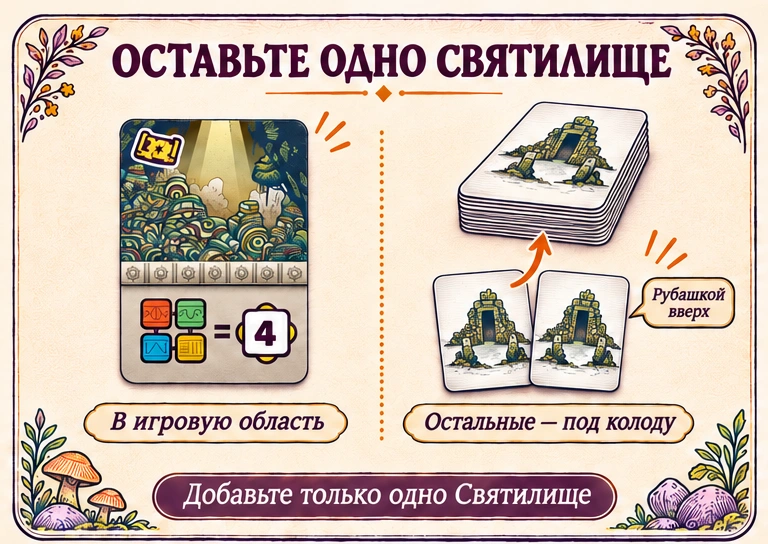 ОСТАВЬТЕ ОДНО СВЯТИЛИЩЕ
= 4
В игровую область
Рубашкой
вверх
Остальные — под колоду
Добавьте только одно Святилище